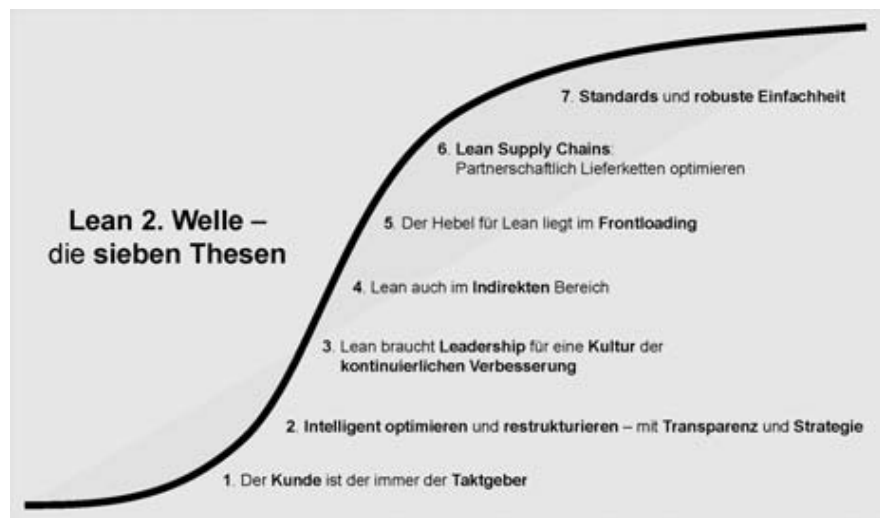 Lean 2. Welle –
die sieben Thesen
7. Standards und robuste Einfachheit
6. Lean Supply Chains:
Partnerschaftlich Lieferketten optimieren
5. Der Hebel für Lean liegt im Frontloading
4. Lean auch im Indirekten Bereich
3. Lean braucht Leadership für eine Kultur der
kontinuierlichen Verbesserung
2. Intelligent optimieren und restrukturieren – mit Transparenz und Strategie
1. Der Kunde ist der immer der Taktgeber